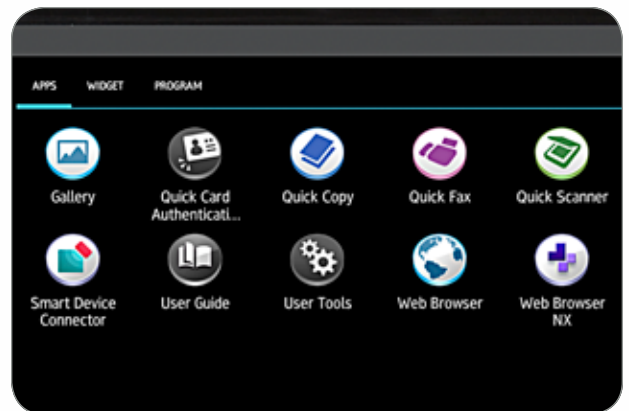 APPS WIDGET PROGRAM
Gallery Quick Card Authenticati... Quick Copy Quick Fax Quick Scanner
Smart Device Connector User Guide User Tools Web Browser Web Browser NX